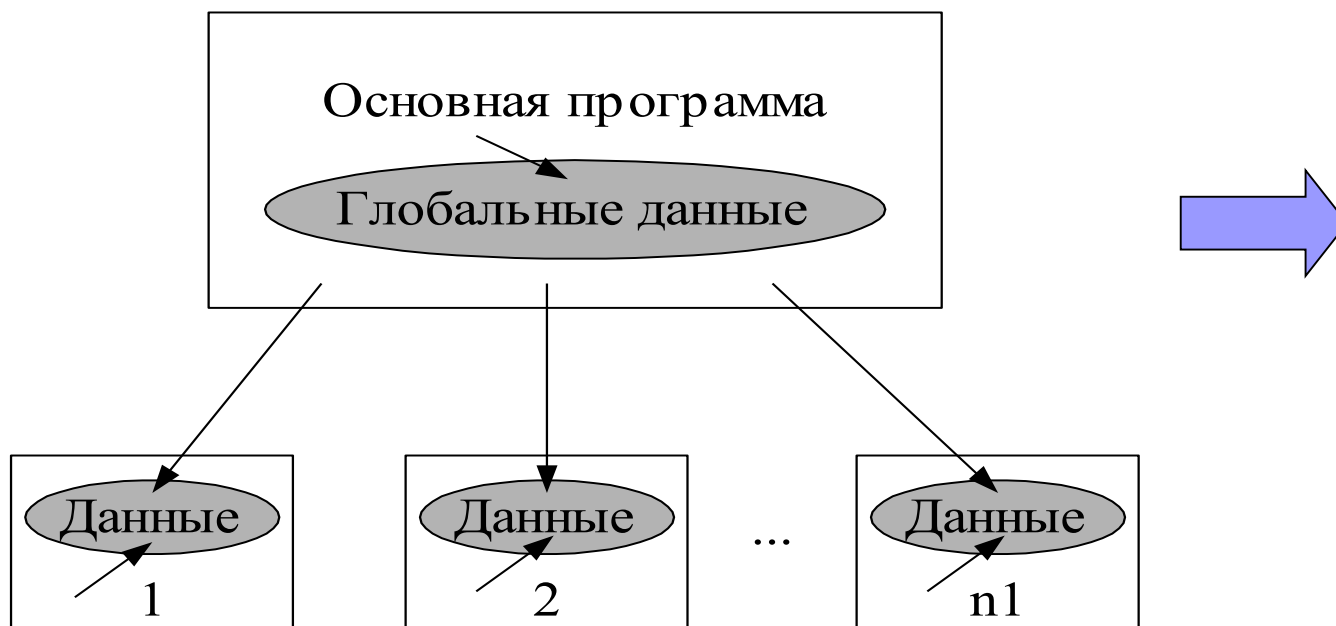 Основная программа
Глобальные данные
Данные
Данные
...
Данные
1
2
n1